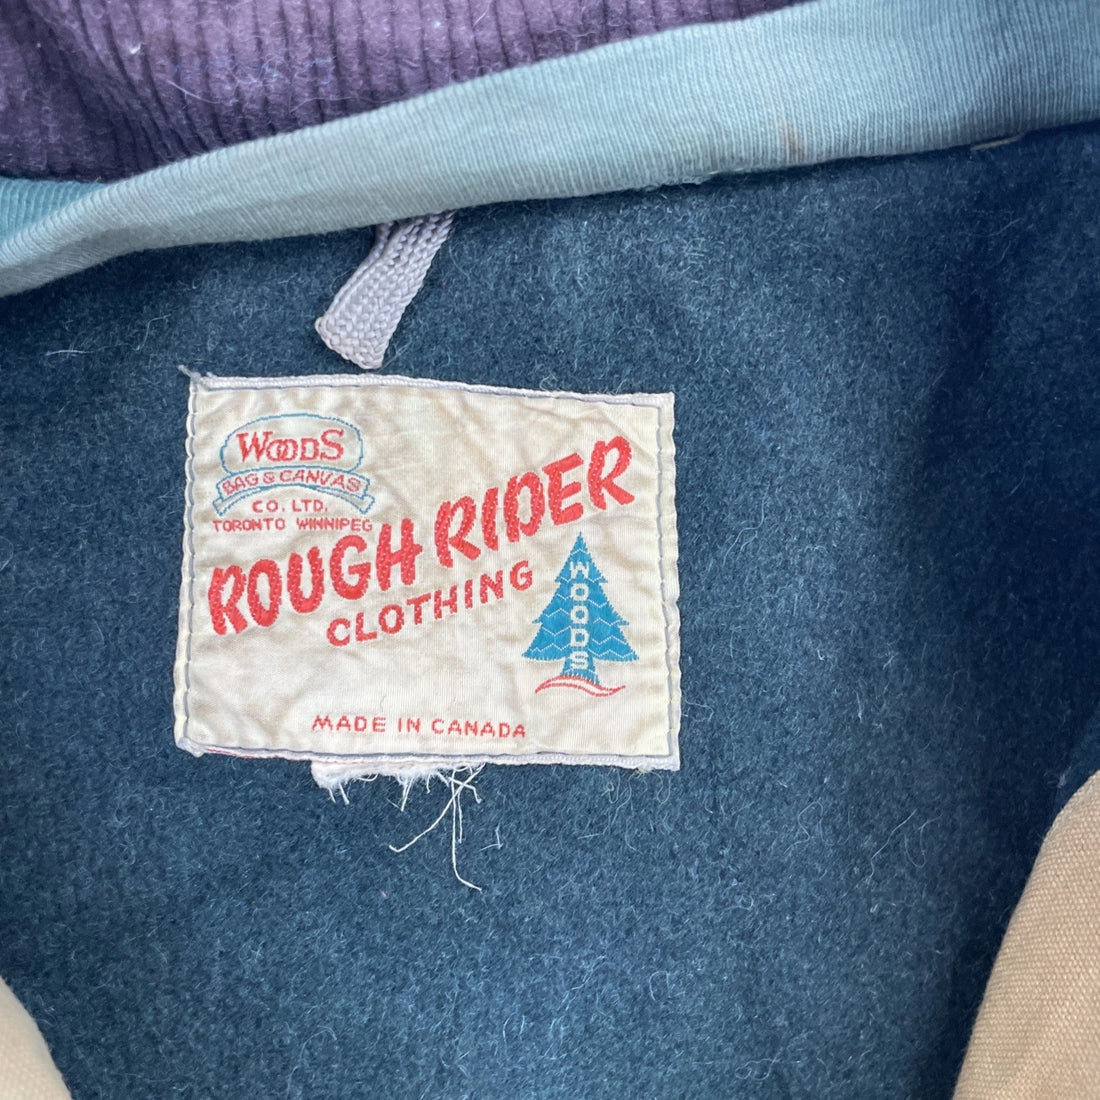 WOODS
BAG & CANVAS
CO. LTD.
TORONTO WINNIPEG
ROUGH RIDER
CLOTHING
WOODS
MADE IN CANADA